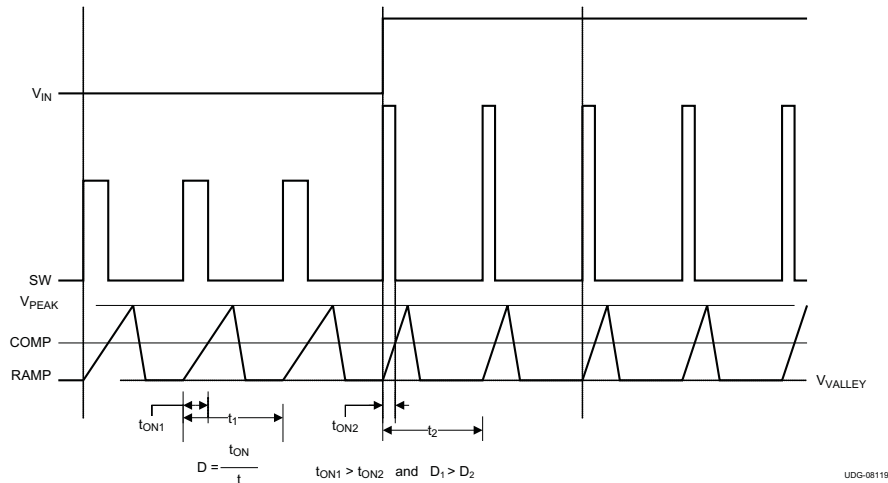 V_IN
SW
V_PEAK
COMP
RAMP
V_VALLEY
t_ON1
t_1
t_ON2
t_2
D = t_ON / t
t_ON1 > t_ON2 and D_1 > D_2
UDG-08119